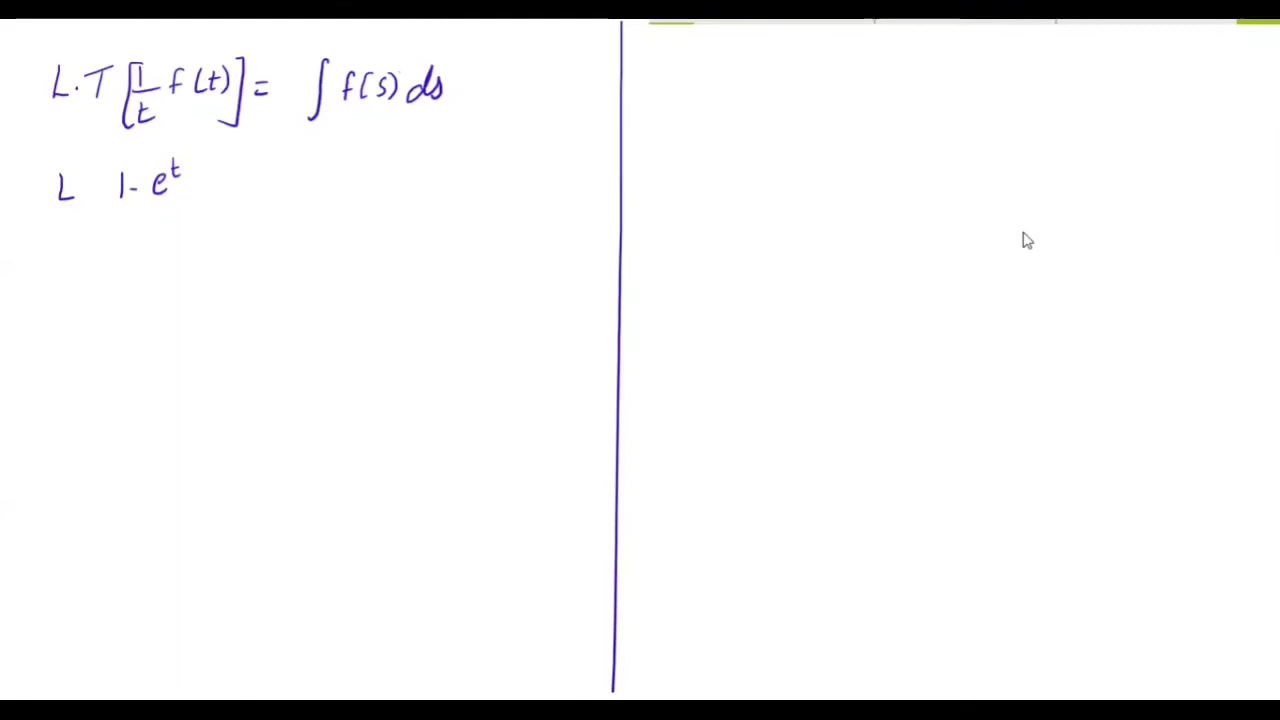 L.T [1/t f(t)] = ∫ f(s) ds
L 1- e^t